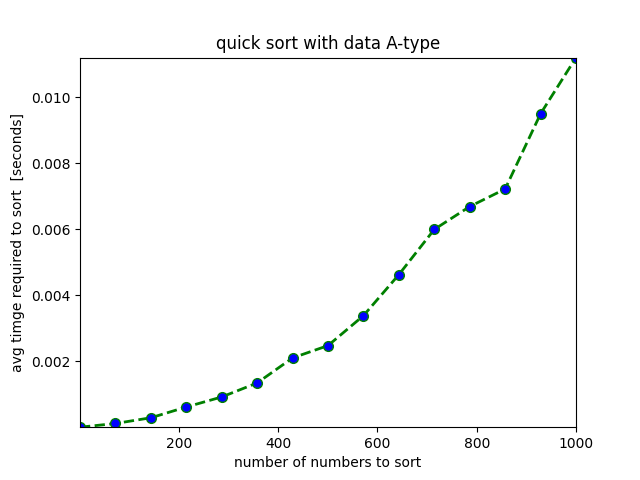 quick sort with data A-type
avg timge required to sort  [seconds]
0.010
0.008
0.006
0.004
0.002
200 400 600 800 1000
number of numbers to sort